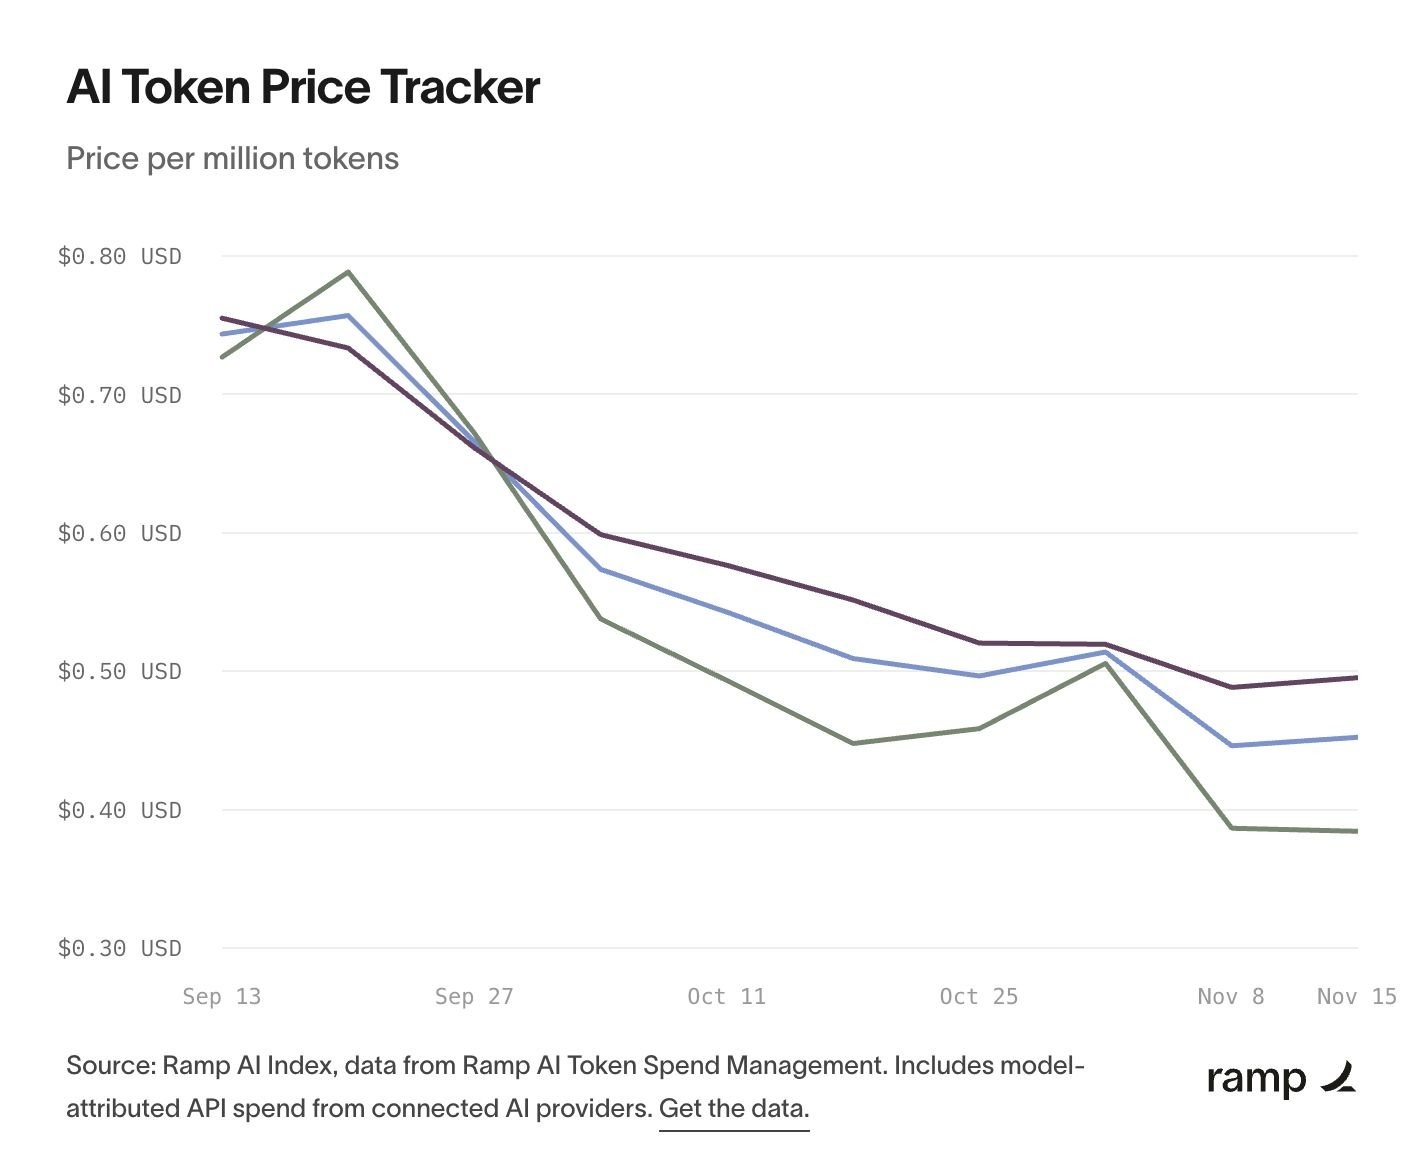 AI Token Price Tracker
Price per million tokens
$0.80 USD
$0.70 USD
$0.60 USD
$0.50 USD
$0.40 USD
$0.30 USD
Sep 13 Sep 27 Oct 11 Oct 25 Nov 8 Nov 15
Source: Ramp AI Index, data from Ramp AI Token Spend Management. Includes model-
attributed API spend from connected AI providers. Get the data.
ramp